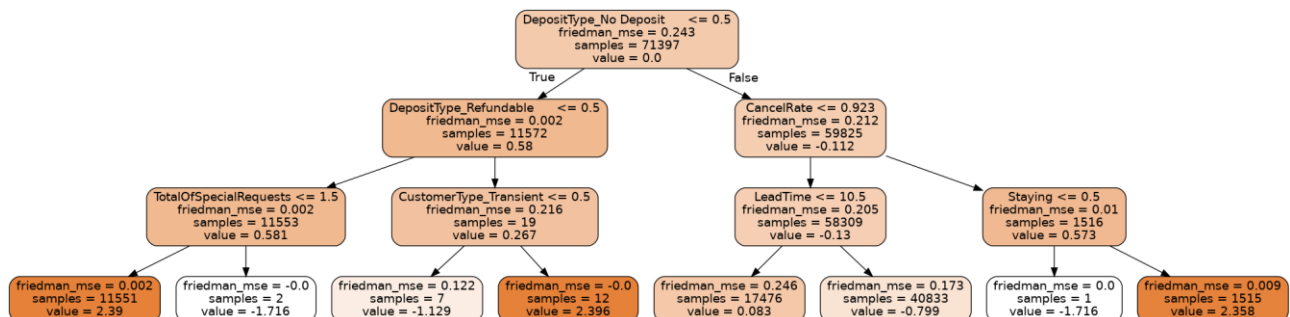 DepositType_No Deposit <= 0.5
friedman_mse = 0.243
samples = 71397
value = 0.0
True
False
DepositType_Refundable <= 0.5
friedman_mse = 0.002
samples = 11572
value = 0.58
CancelRate <= 0.923
friedman_mse = 0.212
samples = 59825
value = -0.112
TotalOfSpecialRequests <= 1.5
friedman_mse = 0.002
samples = 11553
value = 0.581
CustomerType_Transient <= 0.5
friedman_mse = 0.216
samples = 19
value = 0.267
LeadTime <= 10.5
friedman_mse = 0.205
samples = 58309
value = -0.13
Staying <= 0.5
friedman_mse = 0.01
samples = 1516
value = 0.573
friedman_mse = 0.002
samples = 11551
value = 2.39
friedman_mse = -0.0
samples = 2
value = -1.716
friedman_mse = 0.122
samples = 7
value = -1.129
friedman_mse = -0.0
samples = 12
value = 2.396
friedman_mse = 0.246
samples = 17476
value = 0.083
friedman_mse = 0.173
samples = 40833
value = -0.799
friedman_mse = 0.0
samples = 1
value = -1.716
friedman_mse = 0.009
samples = 1515
value = 2.358